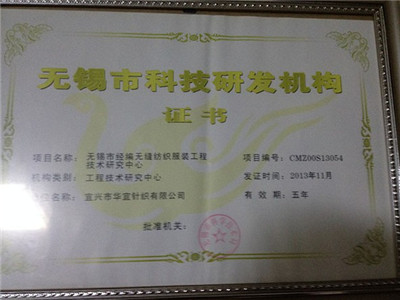 无锡市科技研发机构
证书
项目名称： 无锡市经编无缝纺织服装工程 项目编号： CMZ00S13054
技术研究中心
机构类别： 工程技术研究中心 发证时间： 2013年11月
单位名称： 宜兴市华宜针织有限公司 有 效 期： 五年
批准机关：